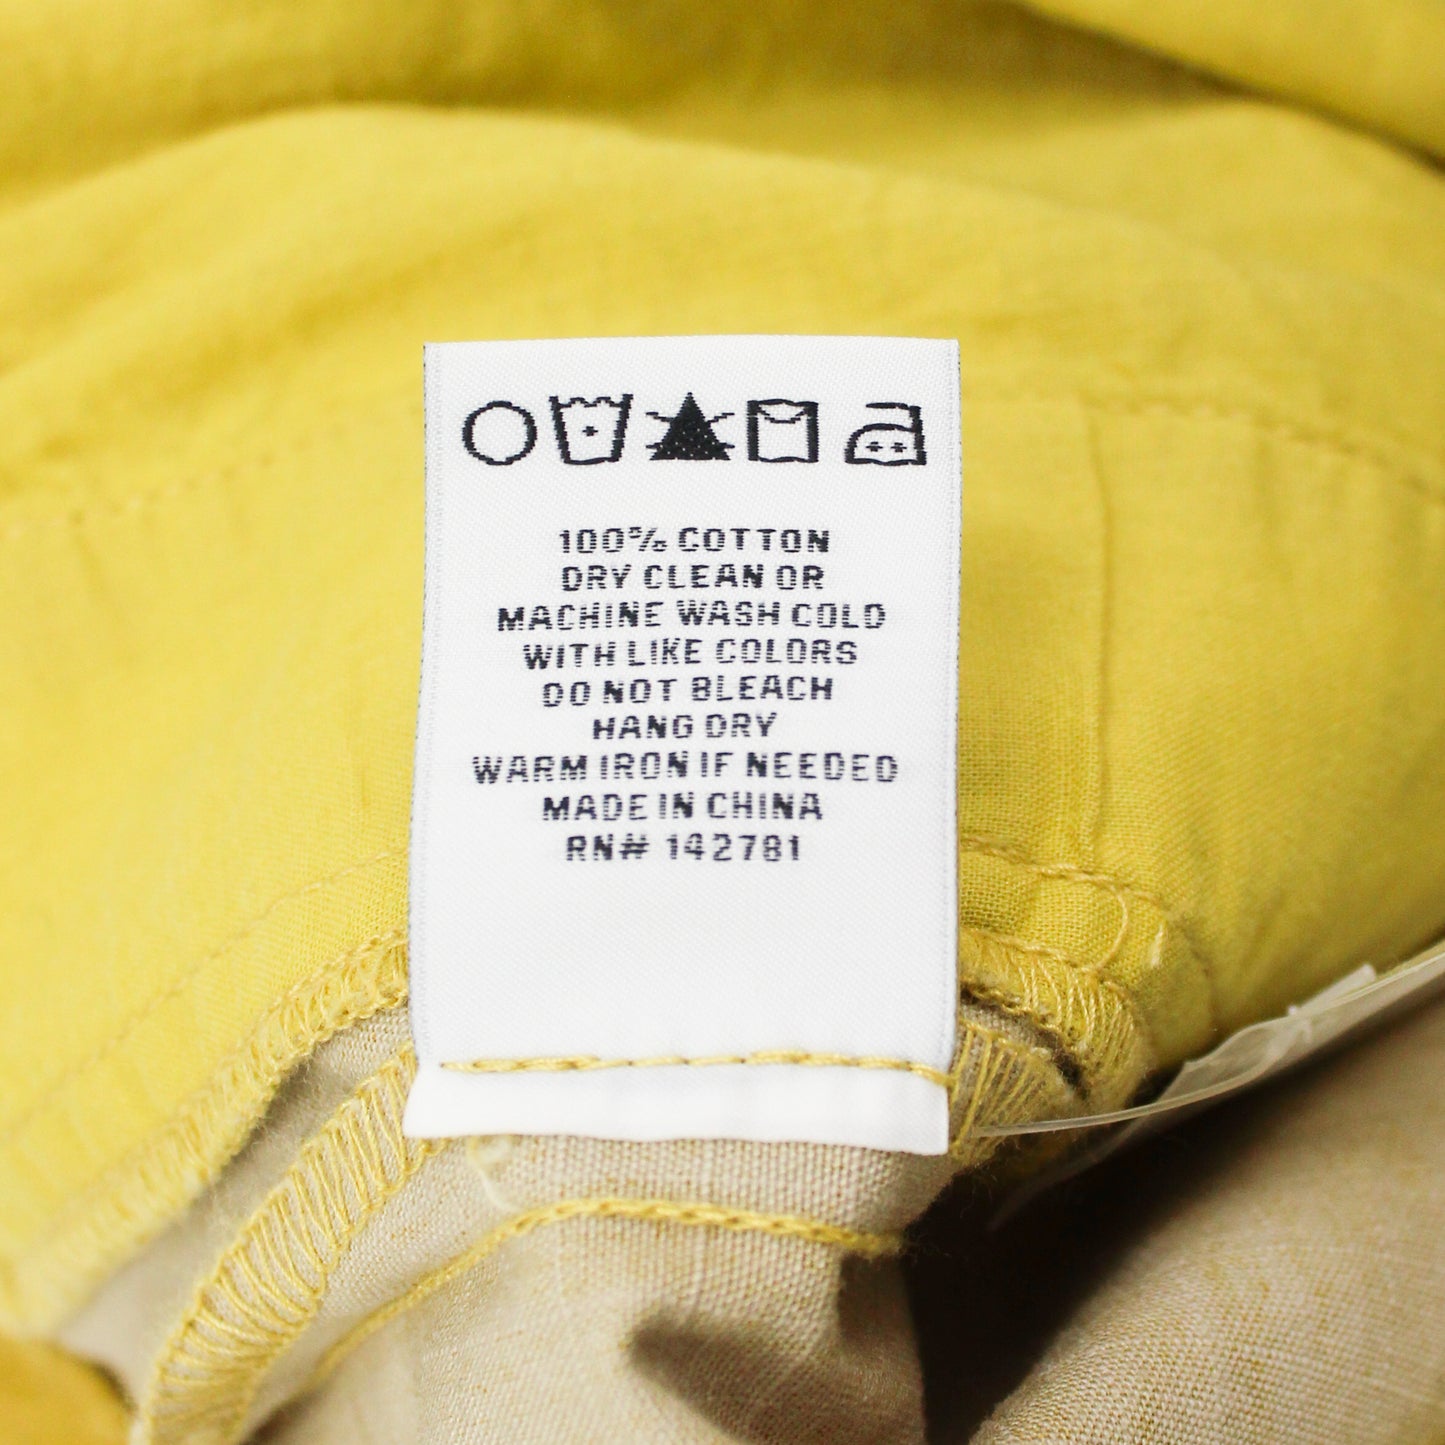 100% COTTON
DRY CLEAN OR
MACHINE WASH COLD
WITH LIKE COLORS
DO NOT BLEACH
HANG DRY
WARM IRON IF NEEDED
MADE IN CHINA
RN# 142781